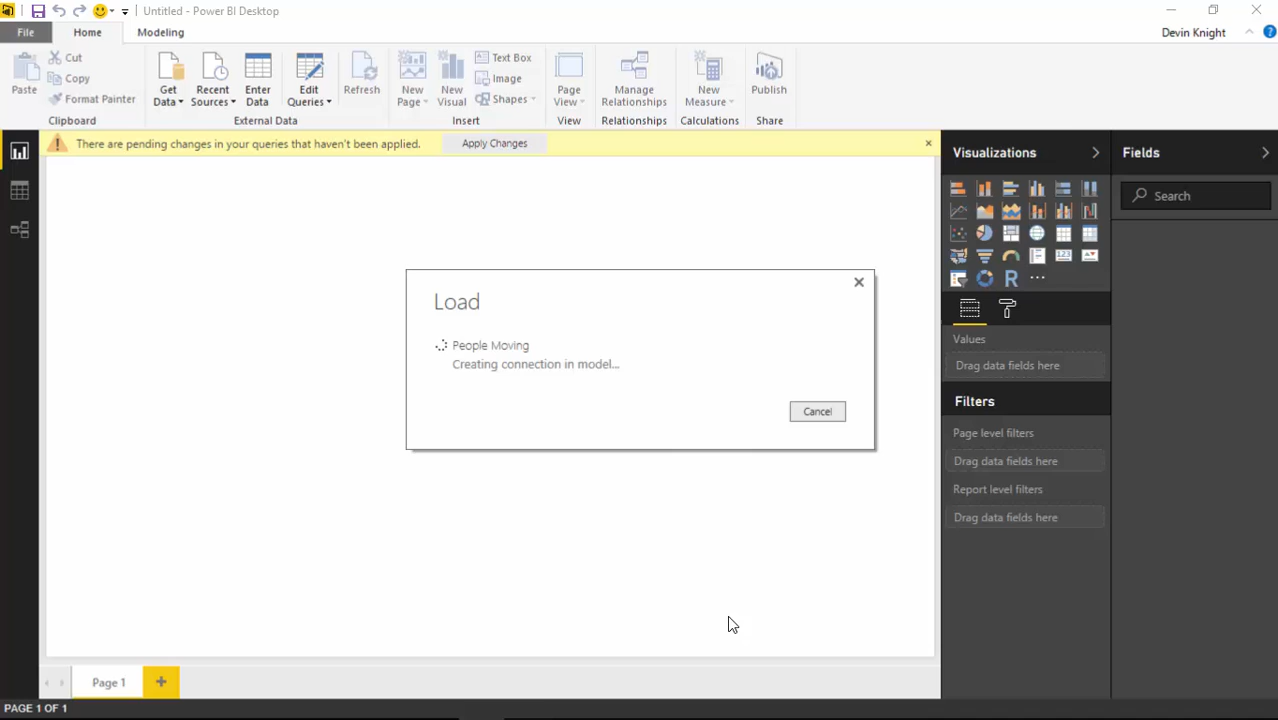 Untitled - Power BI Desktop
File
Home
Modeling
Devin Knight
Paste
Cut
Copy
Format Painter
Clipboard
Get
Data
Recent
Sources
Enter
Data
External Data
Edit
Queries
Refresh
New
Page
New
Visual
Text Box
Image
Shapes
Insert
Page
View
View
Manage
Relationships
Relationships
New
Measure
Calculations
Publish
Share
There are pending changes in your queries that haven't been applied.
Apply Changes
Load
People Moving
Creating connection in model...
Cancel
Visualizations
R
Values
Drag data fields here
Filters
Page level filters
Drag data fields here
Report level filters
Drag data fields here
Fields
Search
Page 1
PAGE 1 OF 1